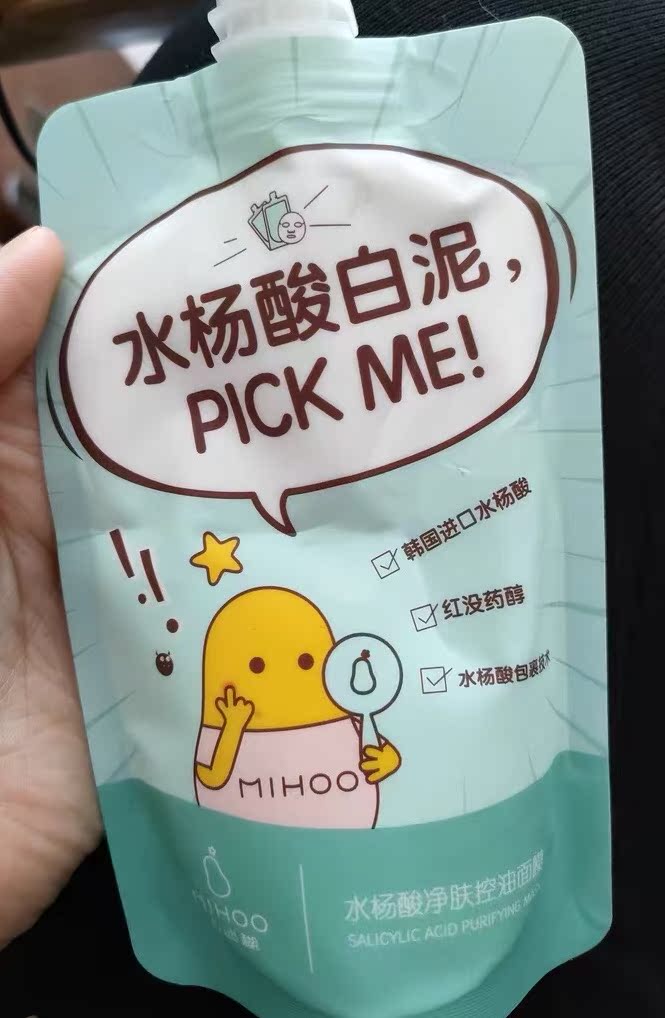 水杨酸白泥，
PICK ME!
韩国进口水杨酸
红没药醇
水杨酸包裹技术
MIHOO
MIHOO
水杨酸净肤控油面膜
SALICYLIC ACID PURIFYING MASK